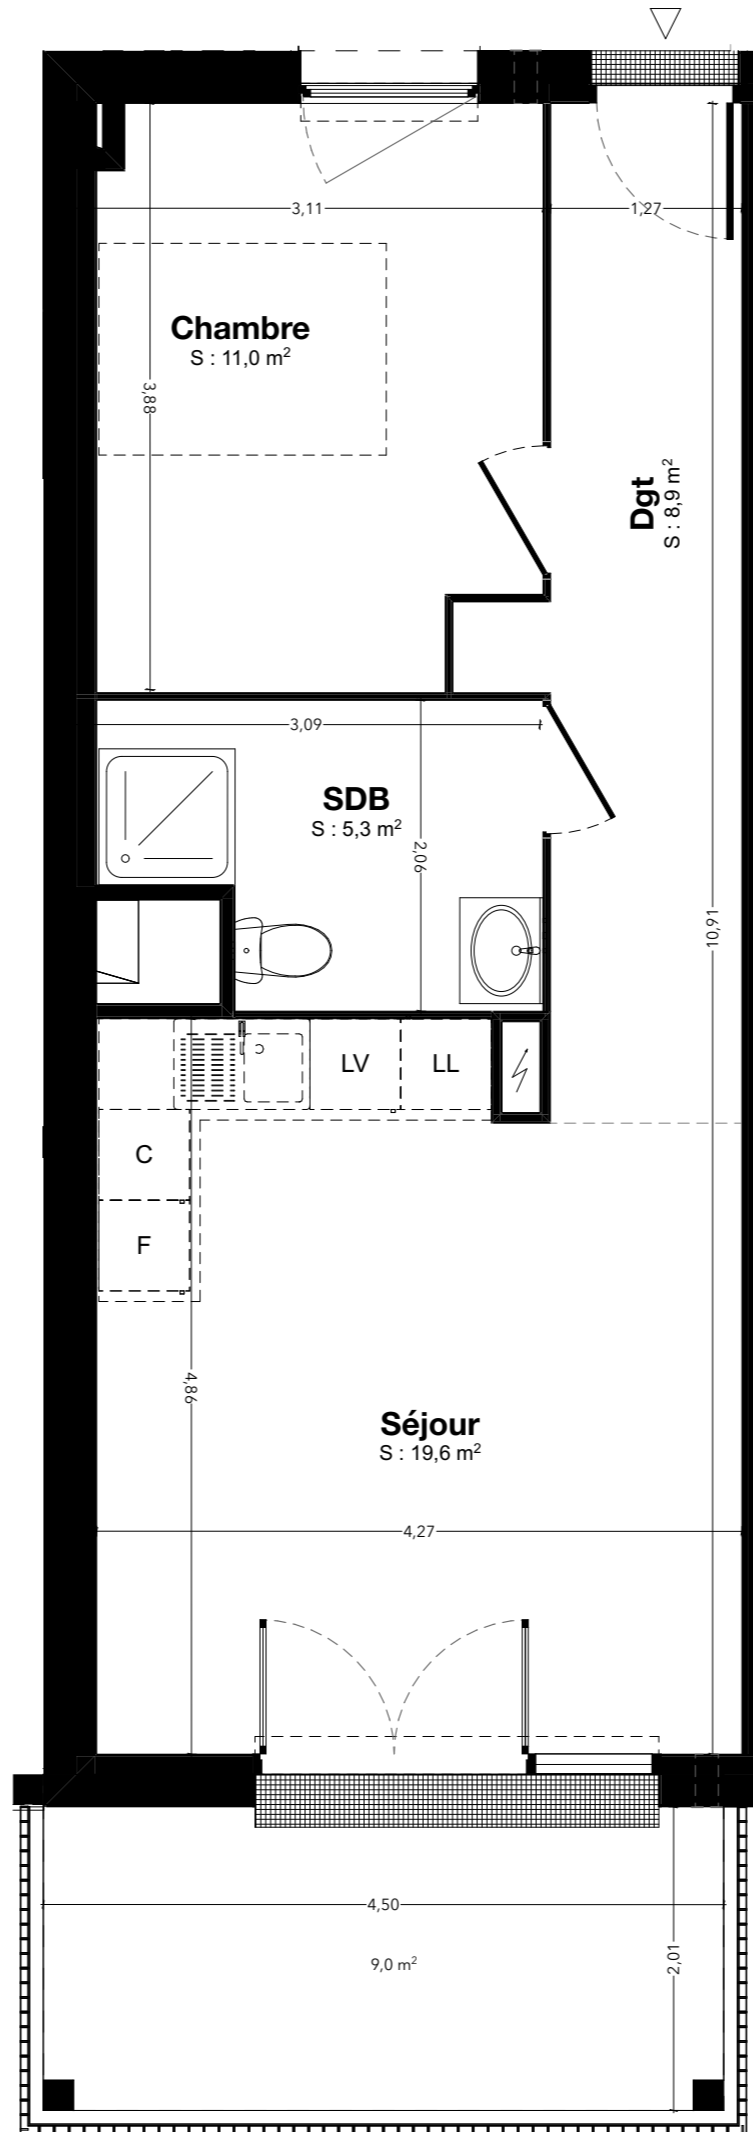 3,11
1,27
Chambre
S : 11,0 m²
3,88
Dgt
S : 8,9 m²
3,09
SDB
S : 5,3 m²
2,06
10,91
LV
LL
C
F
4,86
Séjour
S : 19,6 m²
4,27
4,50
9,0 m²
2,01